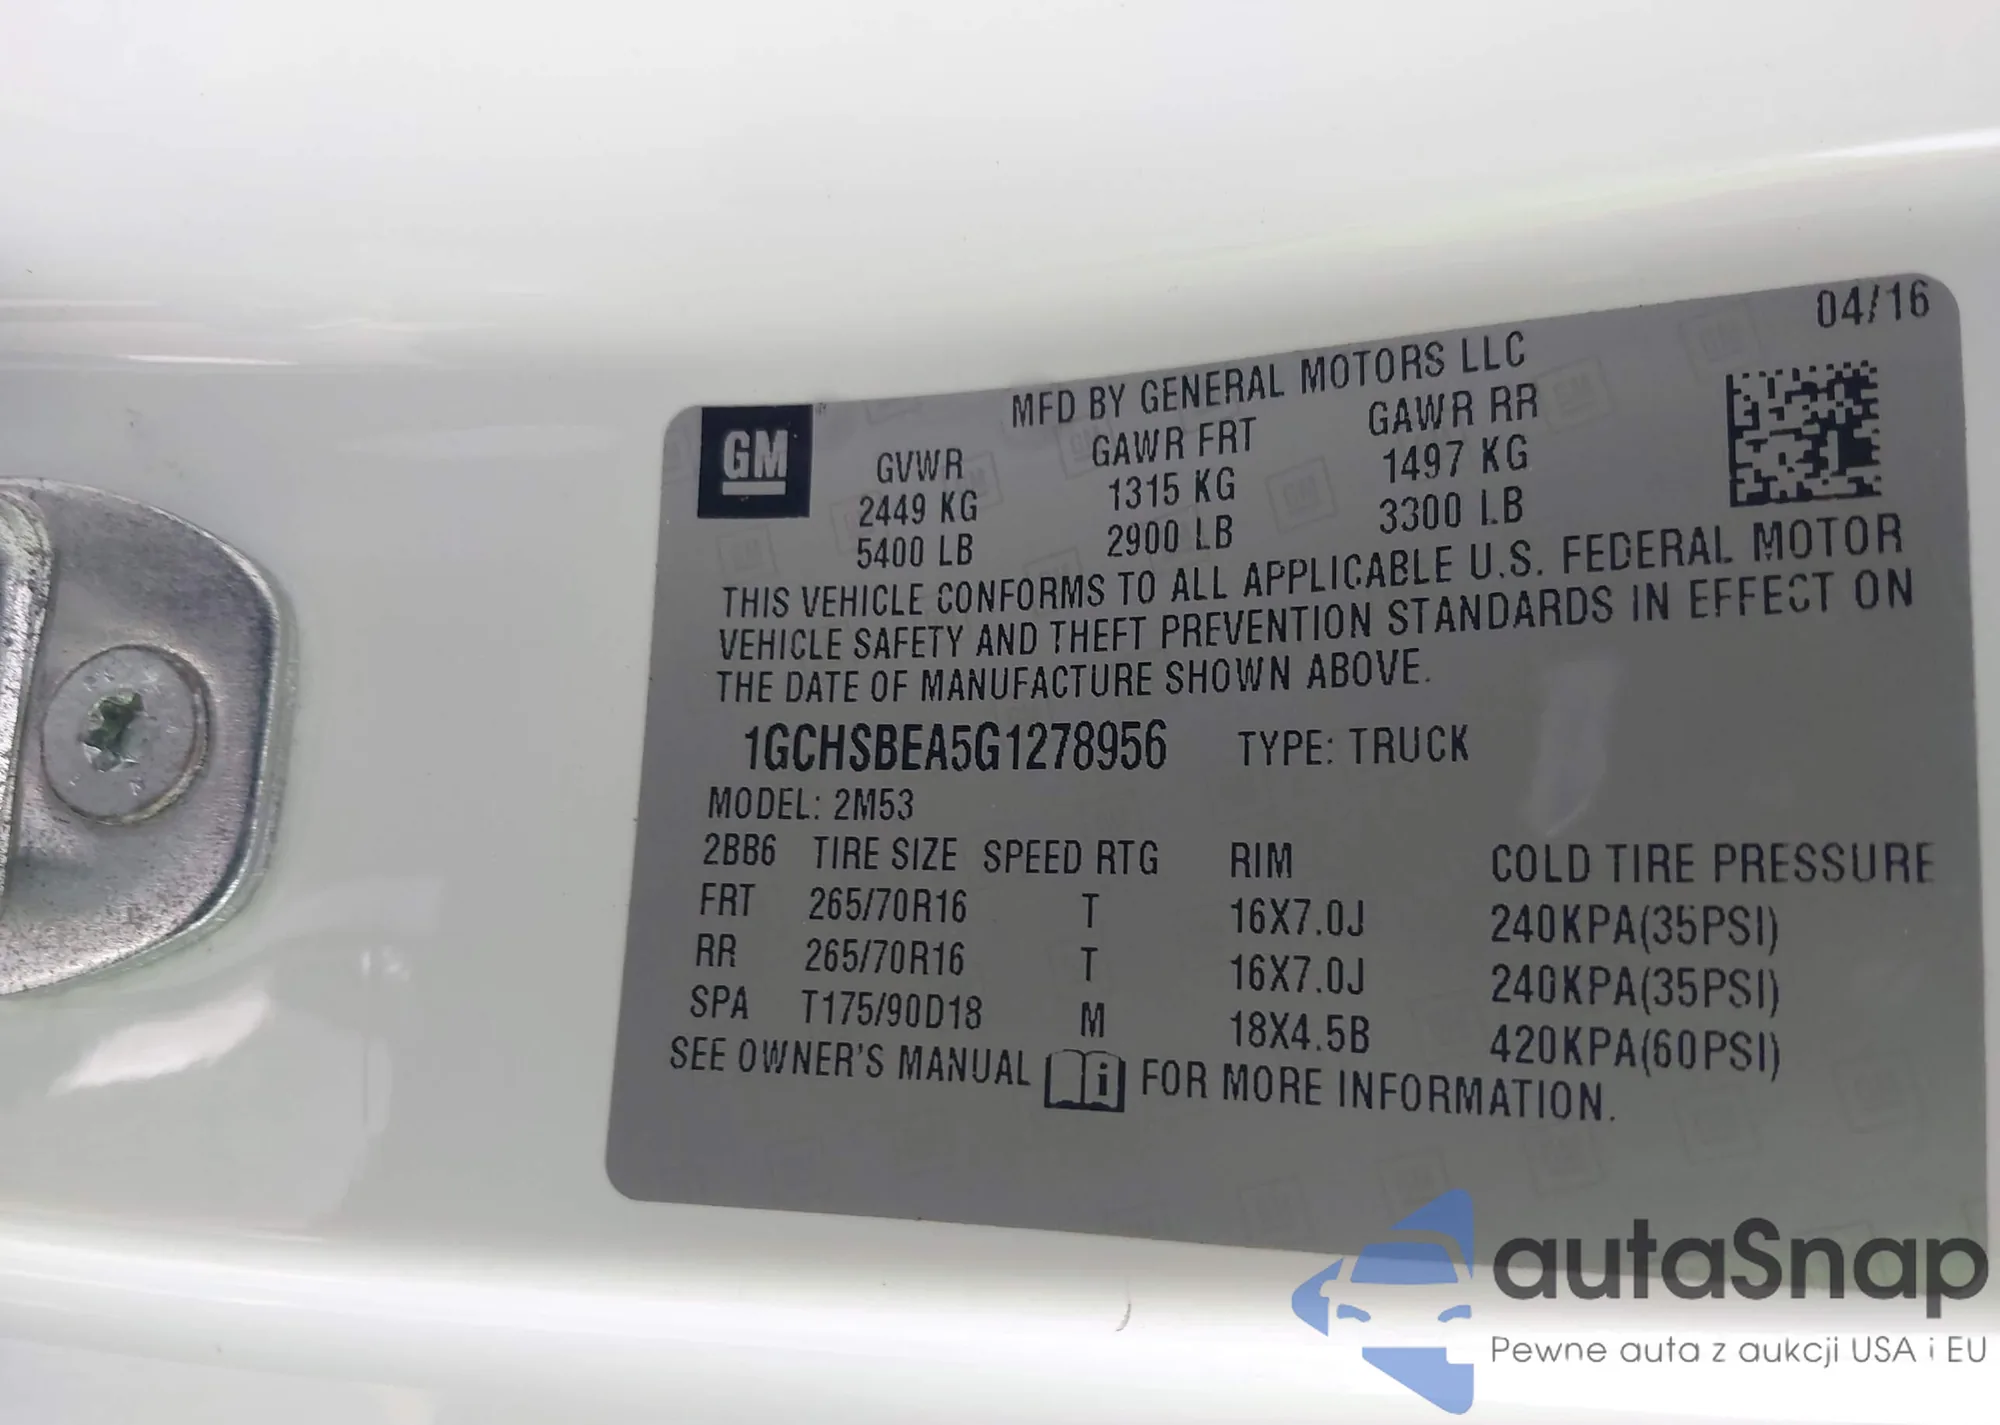 04/16
MFD BY GENERAL MOTORS LLC
GM
GVWR GAWR FRT GAWR RR
2449 KG 1315 KG 1497 KG
5400 LB 2900 LB 3300 LB
THIS VEHICLE CONFORMS TO ALL APPLICABLE U.S. FEDERAL MOTOR
VEHICLE SAFETY AND THEFT PREVENTION STANDARDS IN EFFECT ON
THE DATE OF MANUFACTURE SHOWN ABOVE.
1GCHSBEA5G1278956 TYPE: TRUCK
MODEL: 2M53
2BB6 TIRE SIZE SPEED RTG RIM COLD TIRE PRESSURE
FRT 265/70R16 T 16X7.0J 240KPA(35PSI)
RR 265/70R16 T 16X7.0J 240KPA(35PSI)
SPA T175/90D18 M 18X4.5B 420KPA(60PSI)
SEE OWNER'S MANUAL i FOR MORE INFORMATION.
autaSnap
Pewne auta z aukcji USA i EU